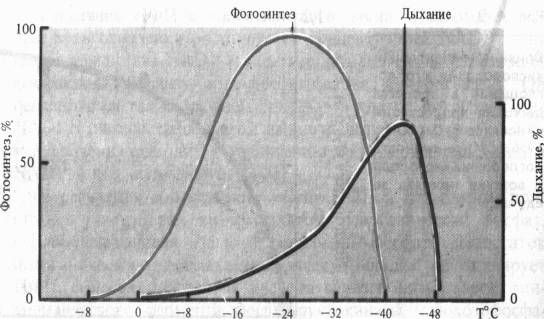 Фотосинтез
Дыхание
100
50
0
Фотосинтез, %
100
50
0
Дыхание, %
−8
0
−8
−16
−24
−32
−40
−48
T°C